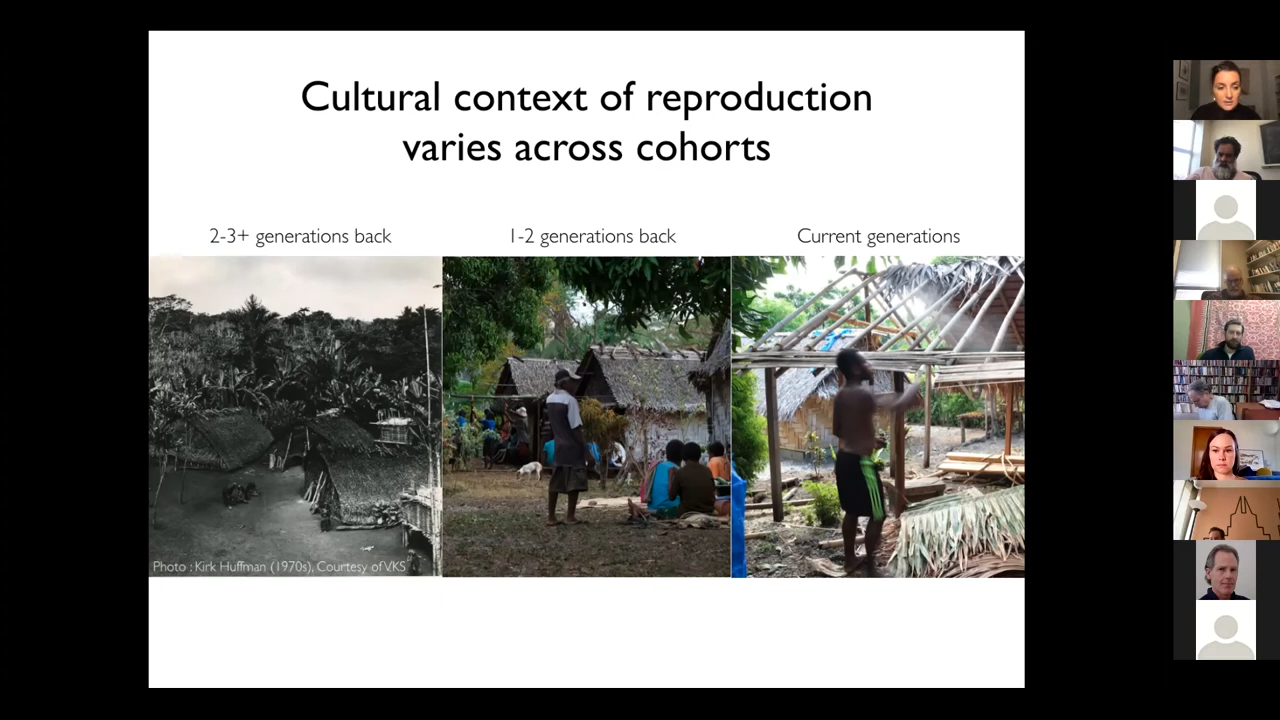 Cultural context of reproduction
varies across cohorts
2-3+ generations back
1-2 generations back
Current generations
Photo : Kirk Huffman (1970s), Courtesy of VKS